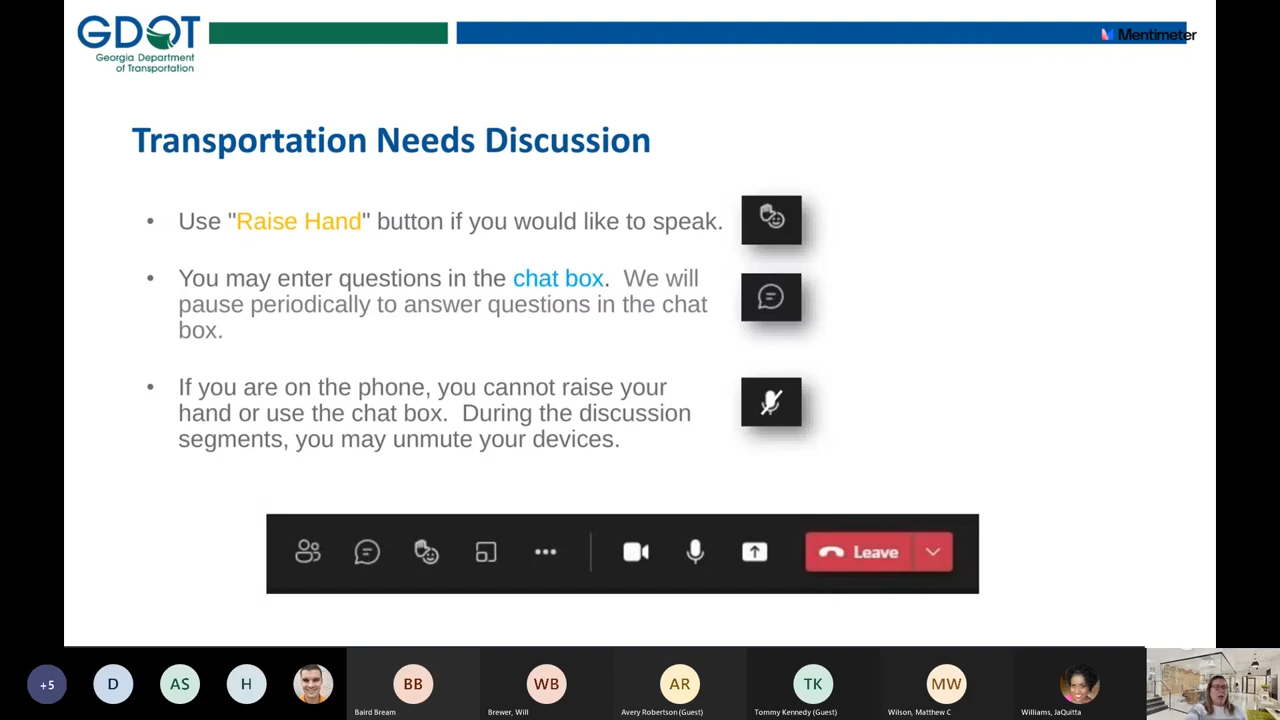 GDOT
Georgia Department
of Transportation
Mentimeter
Transportation Needs Discussion
• Use "Raise Hand" button if you would like to speak.
• You may enter questions in the chat box.  We will
pause periodically to answer questions in the chat
box.
• If you are on the phone, you cannot raise your
hand or use the chat box.  During the discussion
segments, you may unmute your devices.
Leave
+5
D
AS
H
BB
WB
AR
TK
MW
Baird Bream
Brewer, Will
Avery Robertson (Guest)
Tommy Kennedy (Guest)
Wilson, Matthew C
Williams, JaQuitta